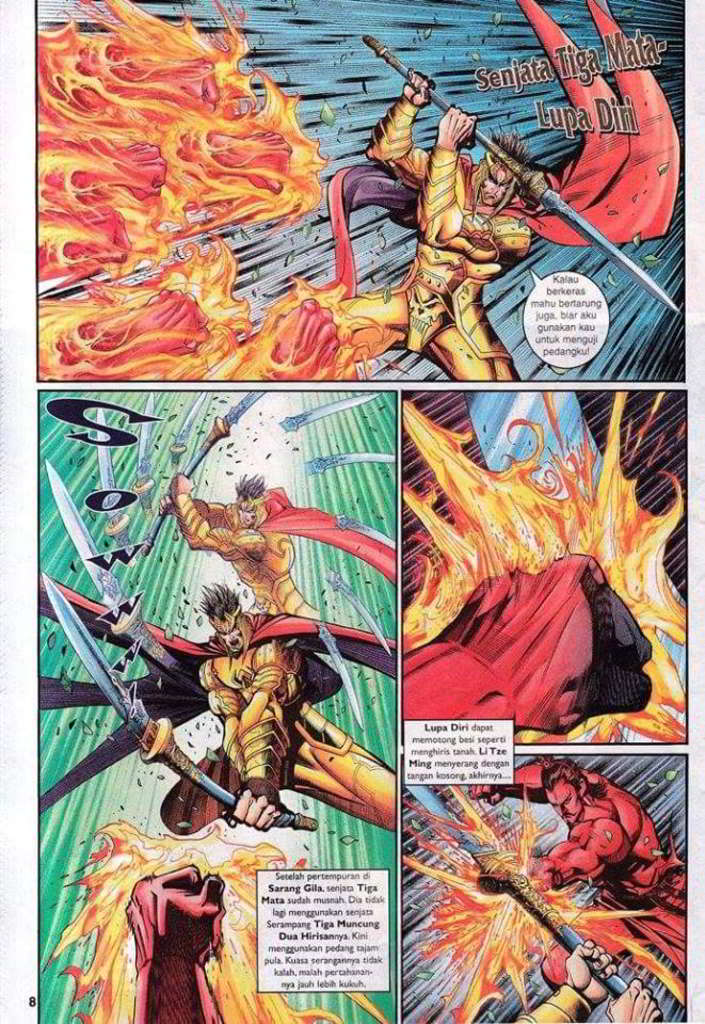 Senjata Tiga Mata-
Lupa Diri
Kalau
berkeras
mahu bertarung
juga, biar aku
gunakan kau
untuk menguji
pedangku!
Sowwa
Setelah pertempuran di
Sarang Gila, senjata Tiga
Mata sudah musnah. Dia tidak
lagi menggunakan senjata
Serampang Tiga Muncung
Dua Hirisannya. Kini
menggunakan pedang tajam
pula. Kuasa serangannya tidak
kalah, malah pertahanan-
nya jauh lebih kukuh.
Lupa Diri dapat
memotong besi seperti
menghiris tanah. Li Tze
Ming menyerang dengan
tangan kosong, akhirnya....
8